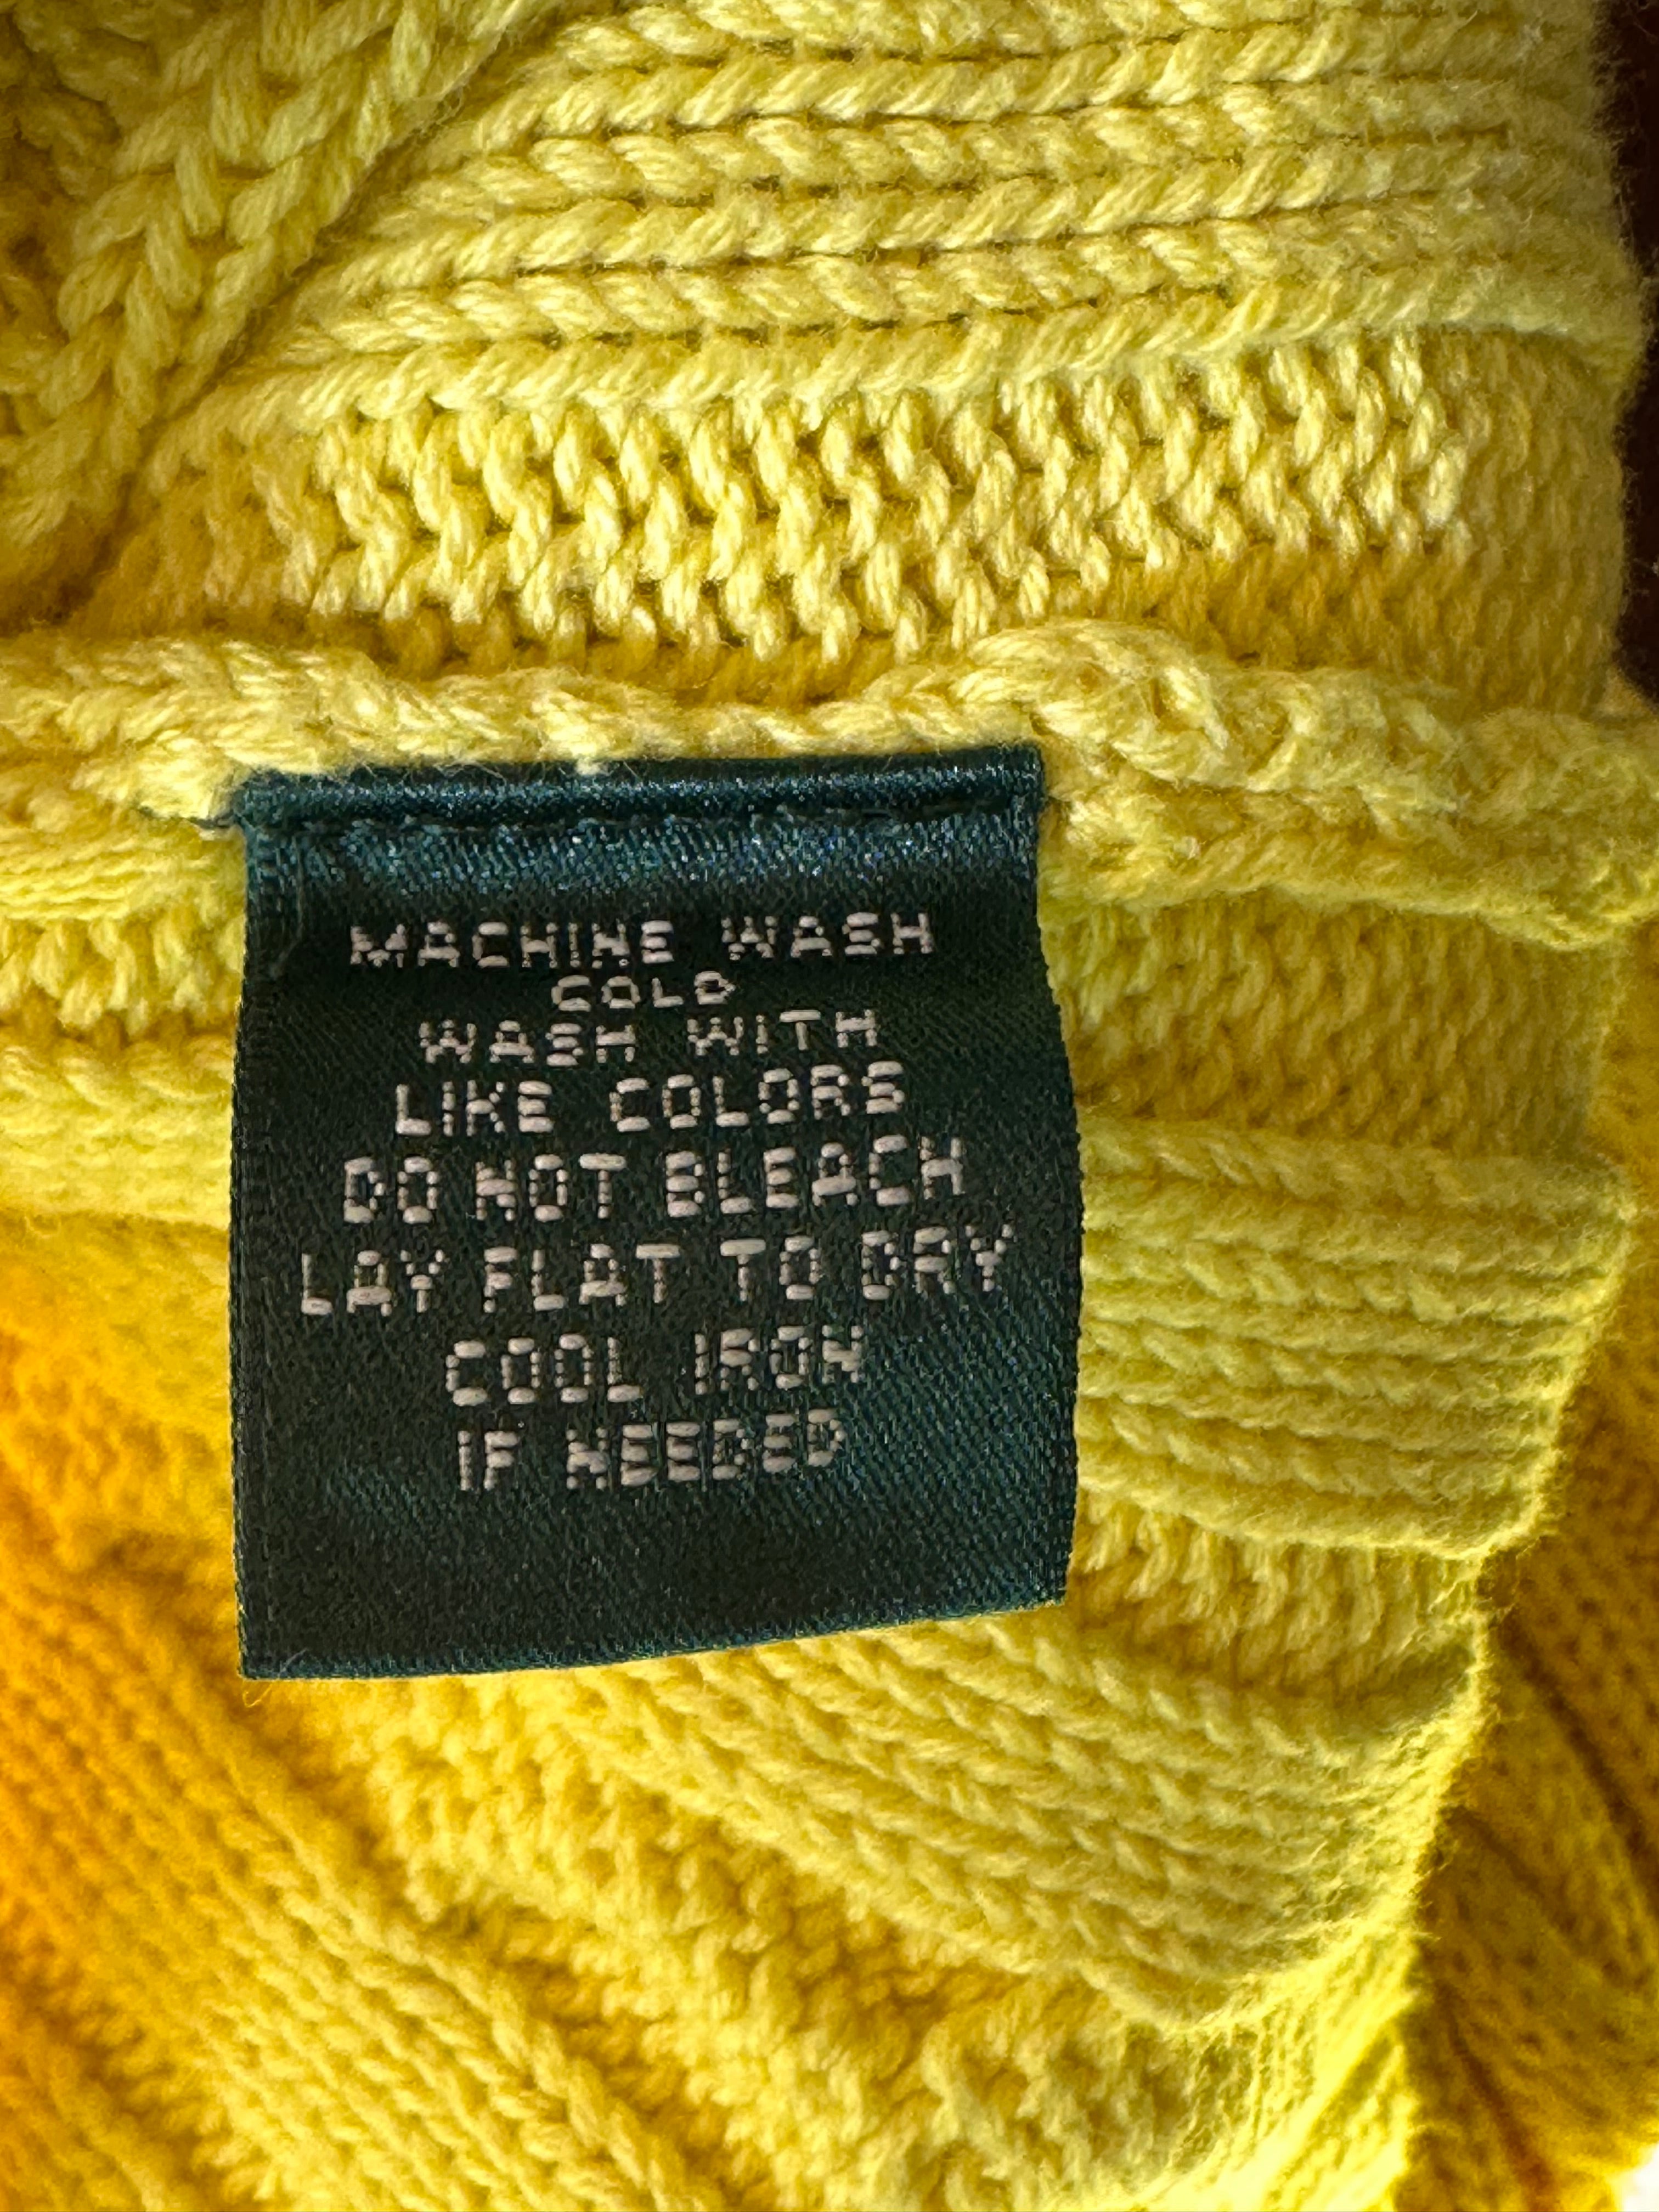 MACHINE WASH
COLD
WASH WITH
LIKE COLORS
DO NOT BLEACH
LAY FLAT TO DRY
COOL IRON
IF NEEDED